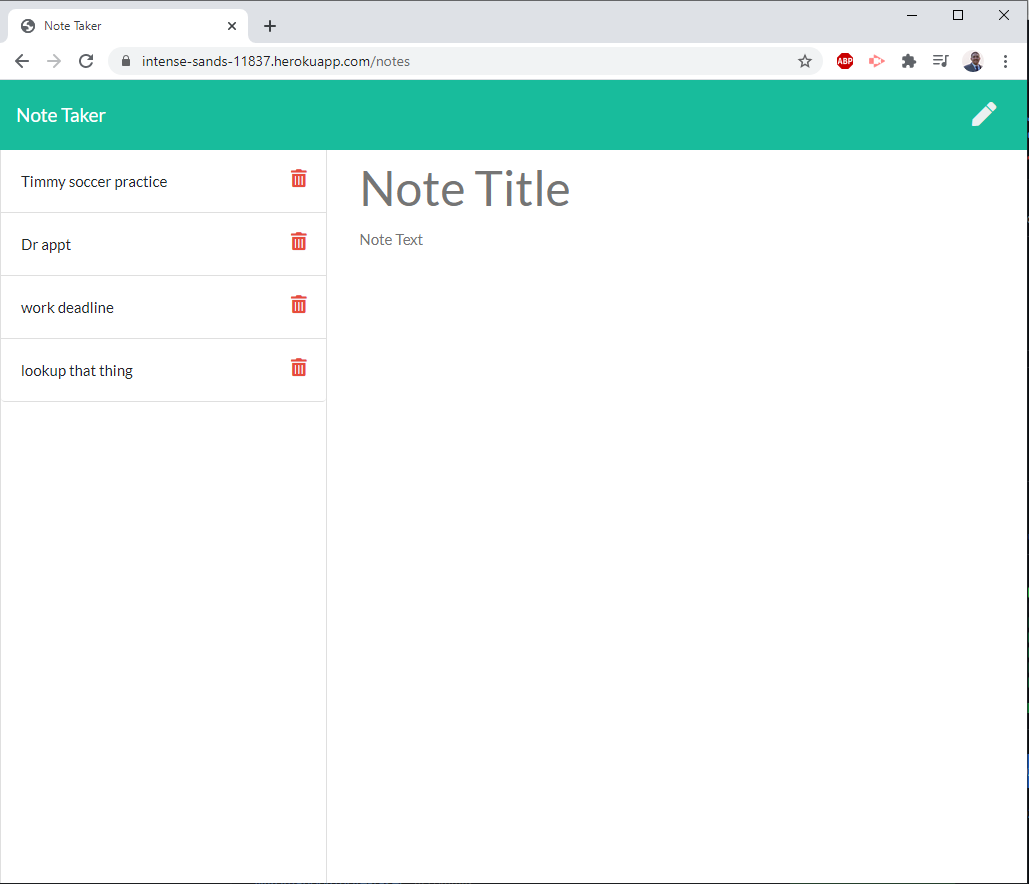 Note Taker
intense-sands-11837.herokuapp.com/notes
ABP
Note Taker
Timmy soccer practice
Dr appt
work deadline
lookup that thing
Note Title
Note Text